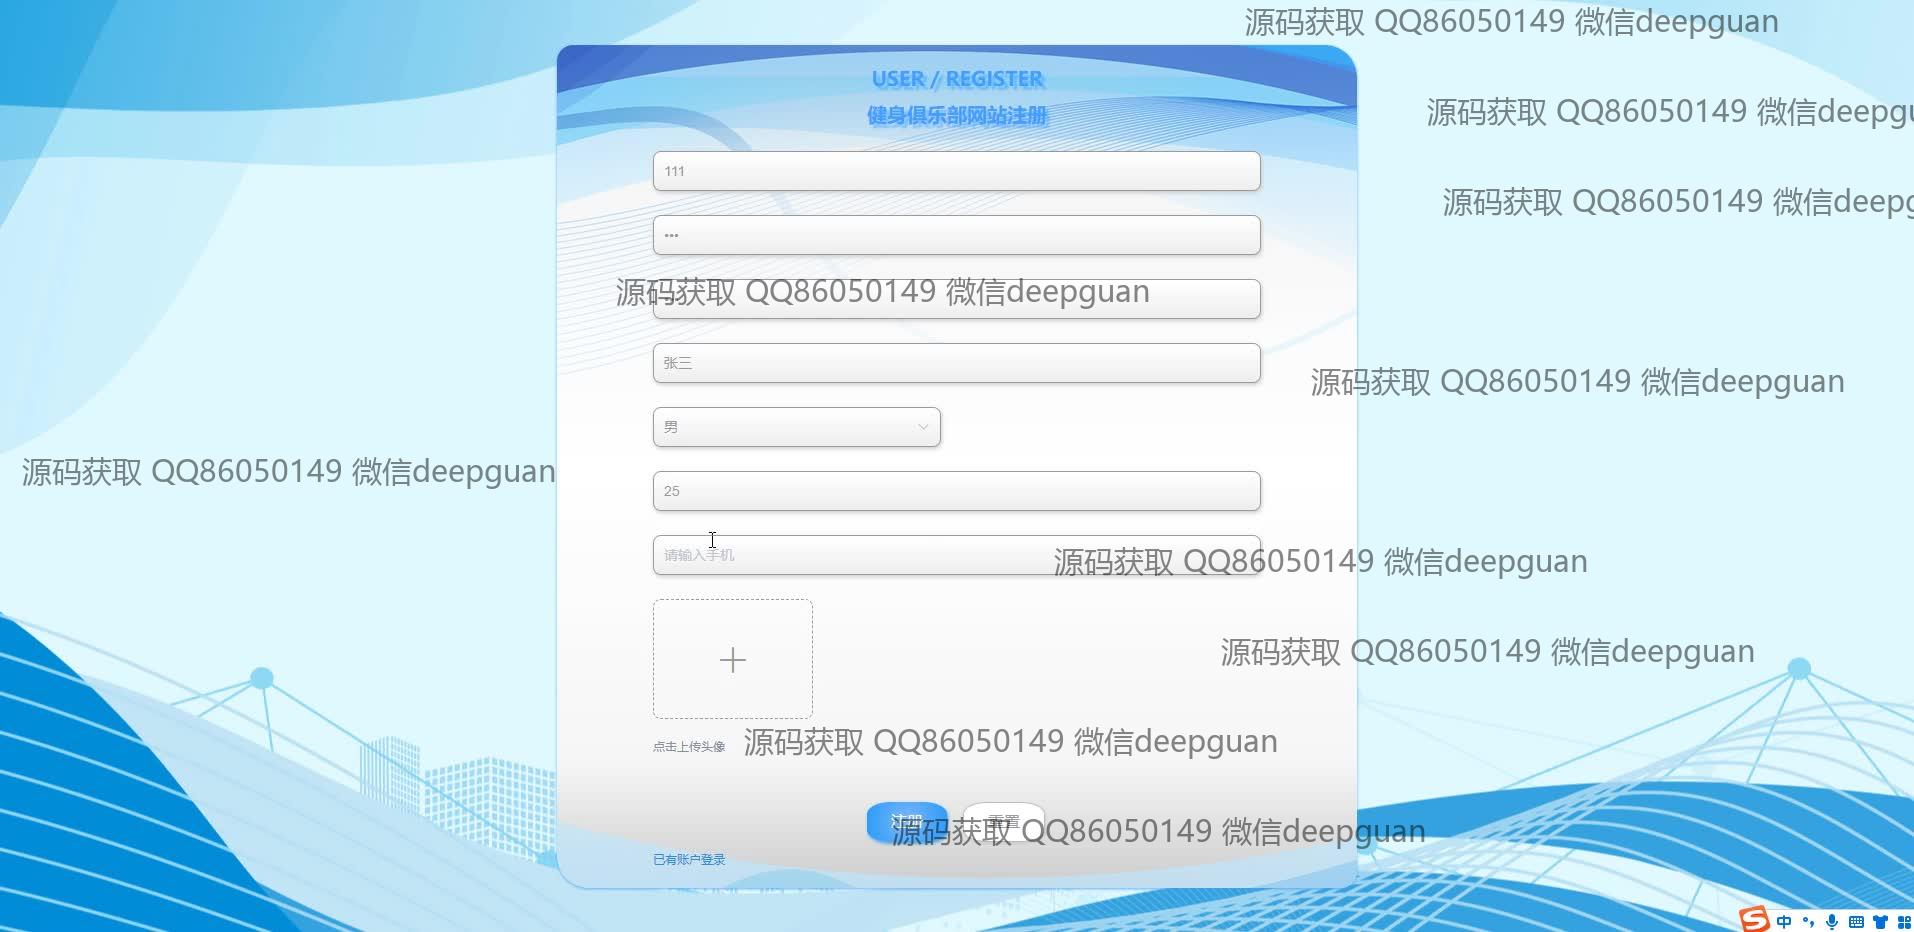 源码获取 QQ86050149 微信deepguan
USER / REGISTER
健身俱乐部网站注册
源码获取 QQ86050149 微信deepgu
111
源码获取 QQ86050149 微信deepg
•••
源码获取 QQ86050149 微信deepguan
张三
源码获取 QQ86050149 微信deepguan
男
源码获取 QQ86050149 微信deepguan
25
请输入手机
源码获取 QQ86050149 微信deepguan
源码获取 QQ86050149 微信deepguan
点击上传头像
源码获取 QQ86050149 微信deepguan
注册
重置
源码获取 QQ86050149 微信deepguan
已有账户登录
中